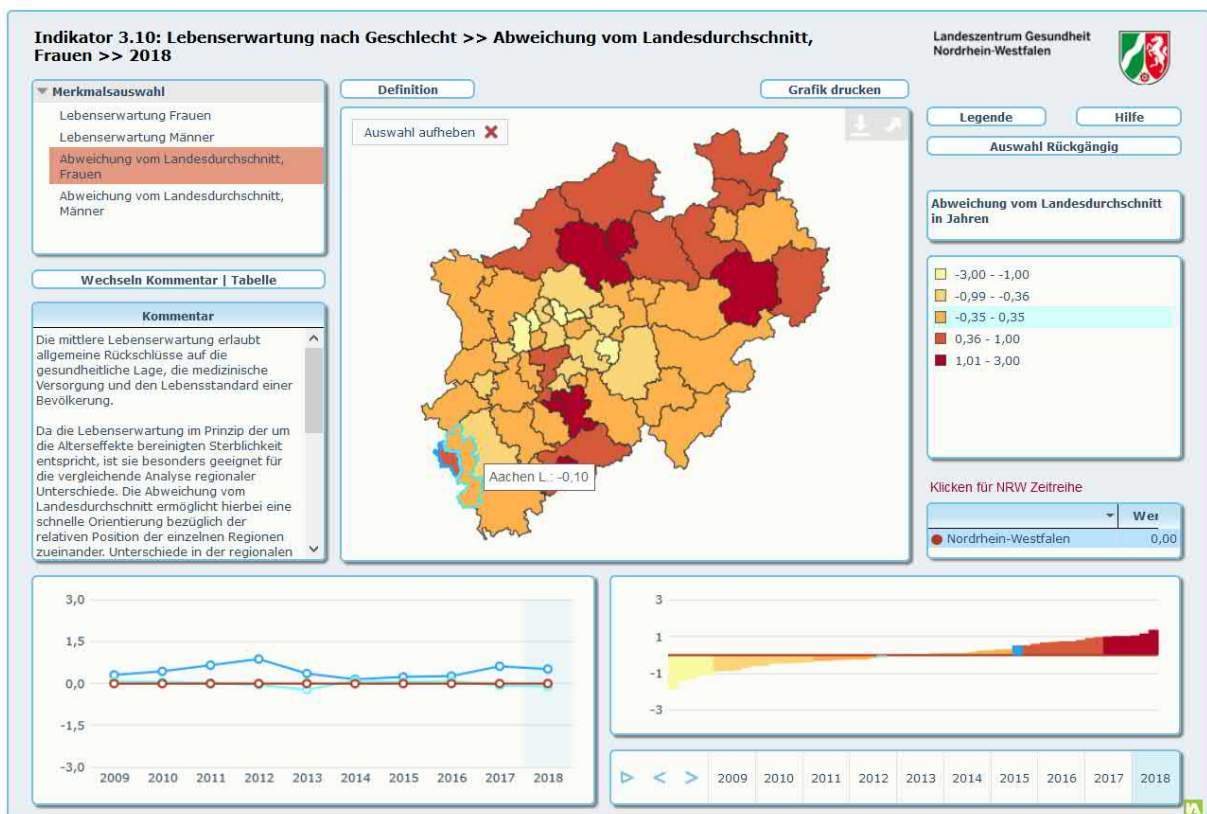 Indikator 3.10: Lebenserwartung nach Geschlecht >> Abweichung vom Landesdurchschnitt,
Frauen >> 2018
Landeszentrum Gesundheit
Nordrhein-Westfalen
Merkmalsauswahl
Lebenserwartung Frauen
Lebenserwartung Männer
Abweichung vom Landesdurchschnitt,
Frauen
Abweichung vom Landesdurchschnitt,
Männer
Wechseln Kommentar | Tabelle
Kommentar
Die mittlere Lebenserwartung erlaubt
allgemeine Rückschlüsse auf die
gesundheitliche Lage, die medizinische
Versorgung und den Lebensstandard einer
Bevölkerung.
Da die Lebenserwartung im Prinzip der um
die Alterseffekte bereinigten Sterblichkeit
entspricht, ist sie besonders geeignet für
die vergleichende Analyse regionaler
Unterschiede. Die Abweichung vom
Landesdurchschnitt ermöglicht hierbei eine
schnelle Orientierung bezüglich der
relativen Position der einzelnen Regionen
zueinander. Unterschiede in der regionalen
Definition
Grafik drucken
Auswahl aufheben
Aachen L.: -0,10
Legende
Hilfe
Auswahl Rückgängig
Abweichung vom Landesdurchschnitt
in Jahren
-3,00 - -1,00
-0,99 - -0,36
-0,35 - 0,35
0,36 - 1,00
1,01 - 3,00
Klicken für NRW Zeitreihe
Wer
Nordrhein-Westfalen 0,00
3,0
1,5
0,0
-1,5
-3,0
2009 2010 2011 2012 2013 2014 2015 2016 2017 2018
3
1
-1
-3
2009 2010 2011 2012 2013 2014 2015 2016 2017 2018